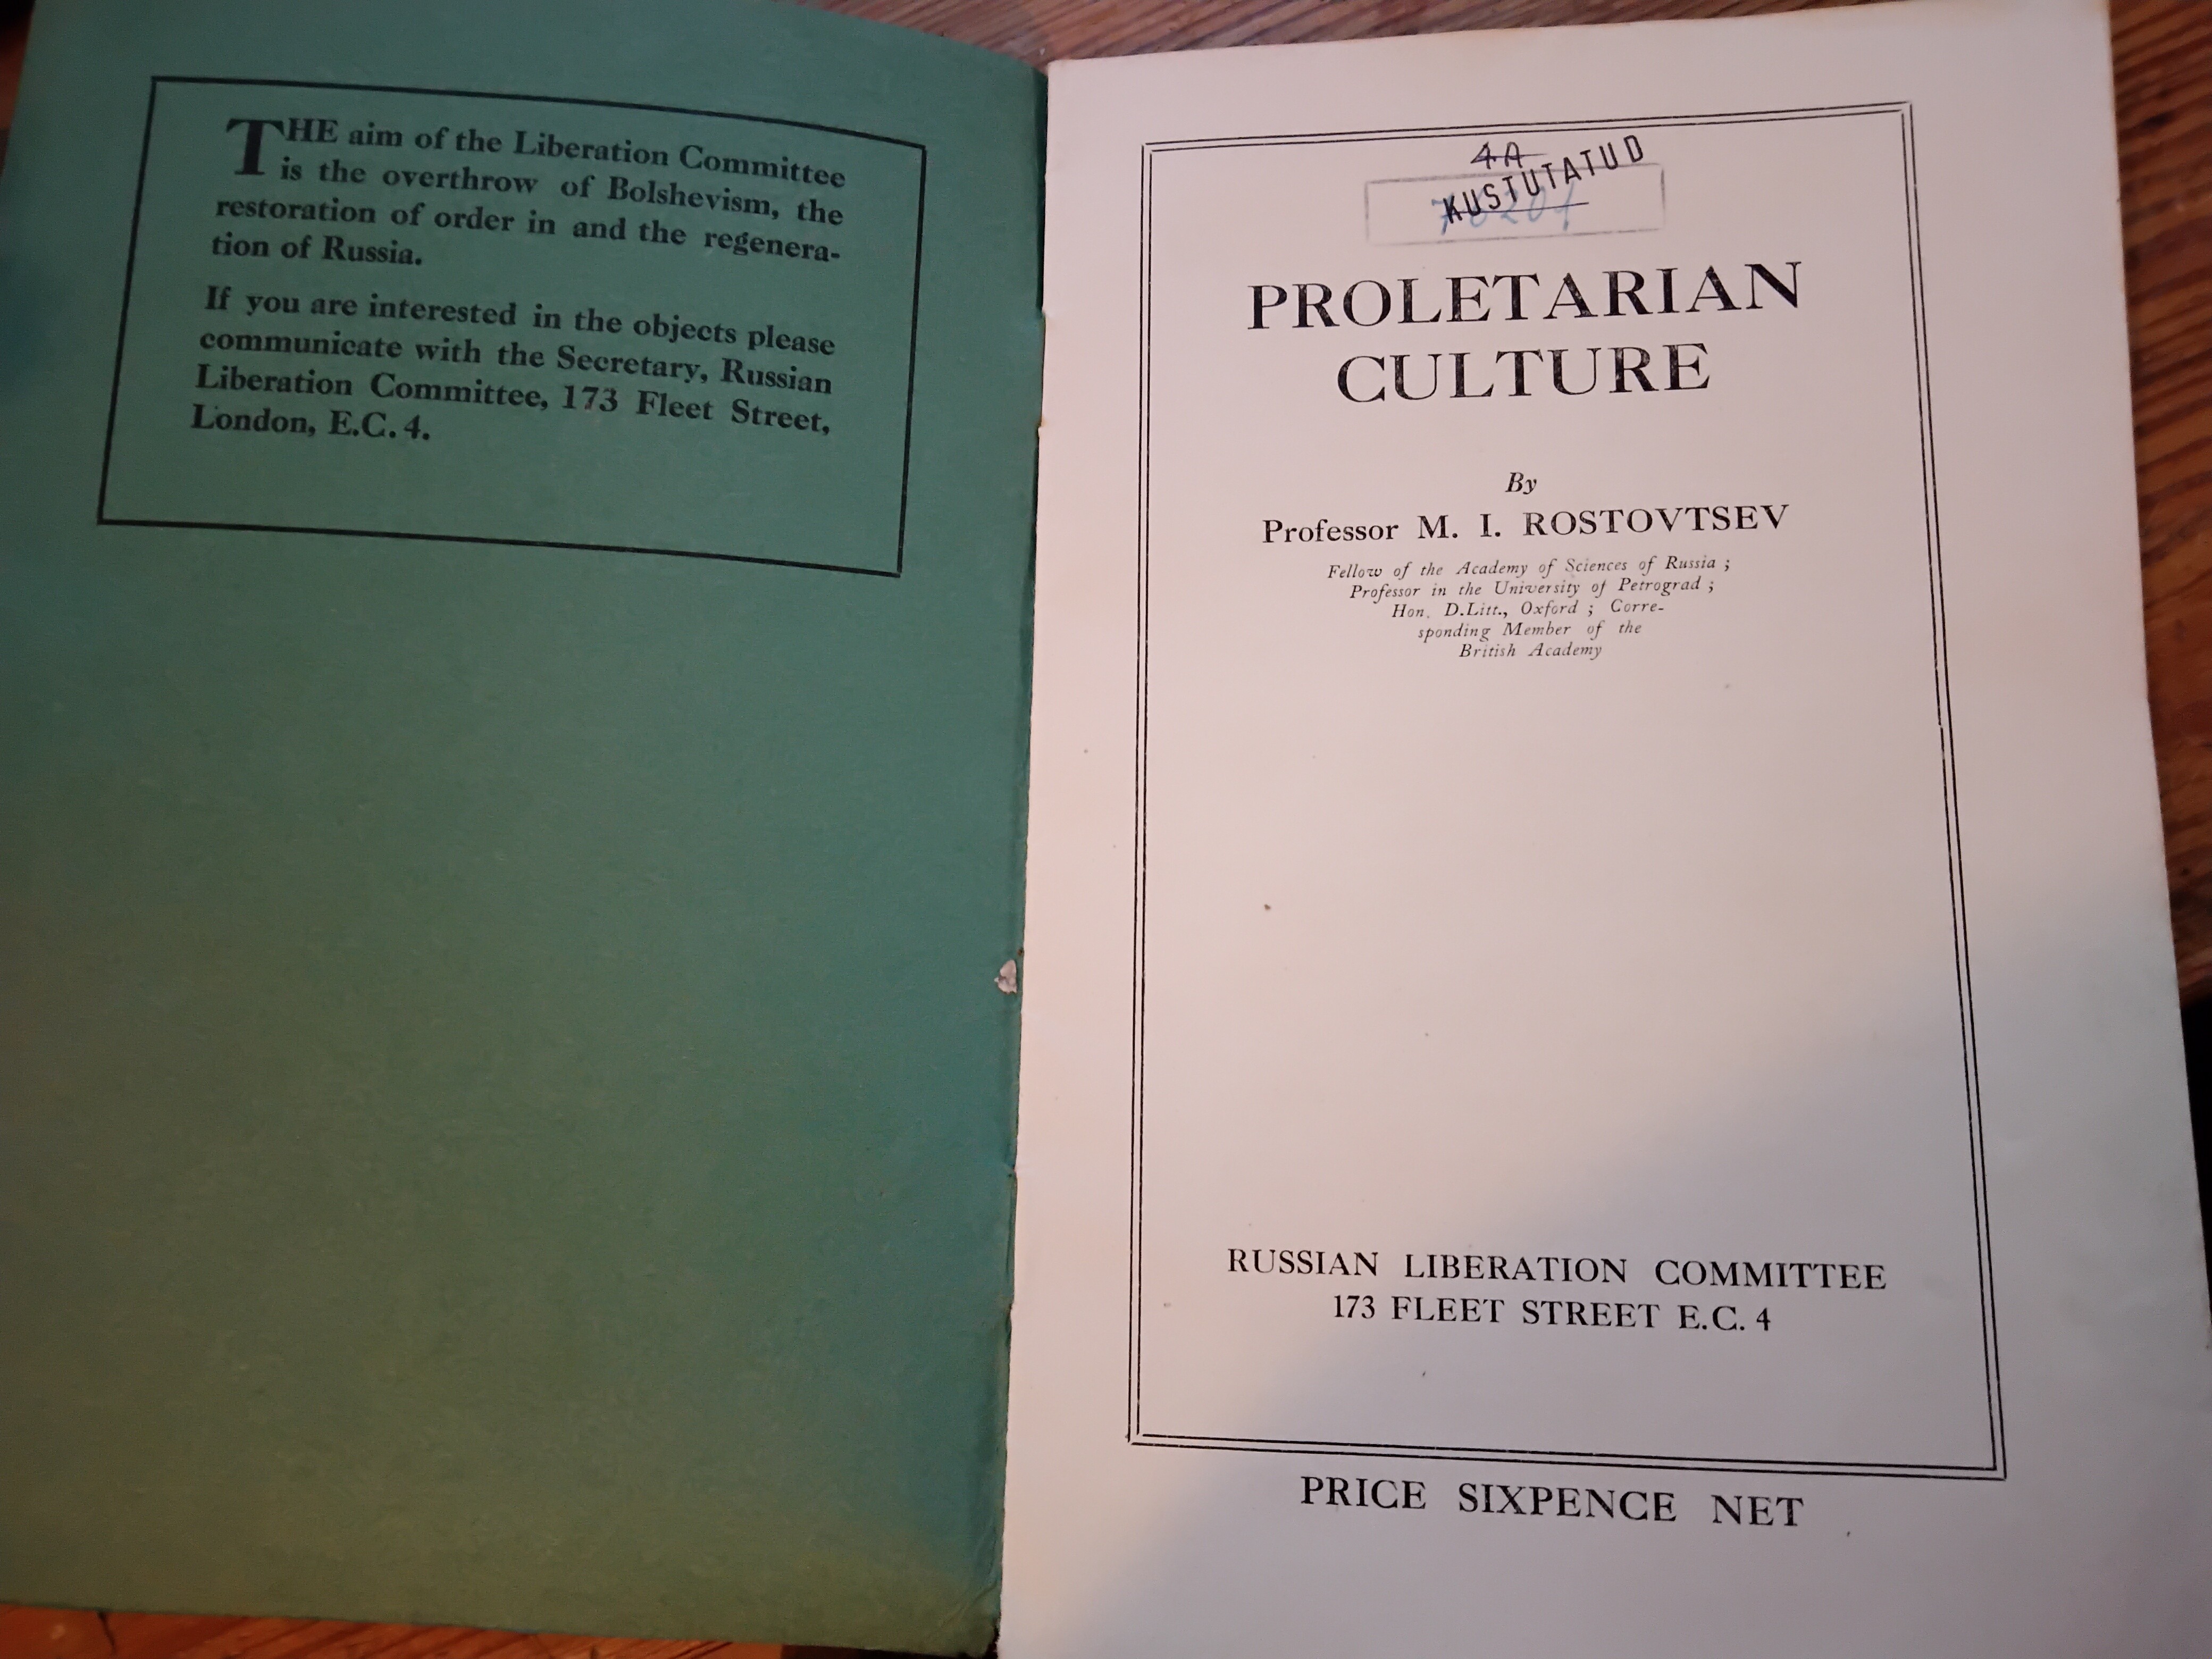 THE aim of the Liberation Committee
is the overthrow of Bolshevism, the
restoration of order in and the regenera-
tion of Russia.
If you are interested in the objects please
communicate with the Secretary, Russian
Liberation Committee, 173 Fleet Street,
London, E.C. 4.
4A
KUSTUTATUD
PROLETARIAN
CULTURE
By
Professor M. I. ROSTOVTSEV
Fellow of the Academy of Sciences of Russia ;
Professor in the University of Petrograd ;
Hon. D.Litt., Oxford ; Corre-
sponding Member of the
British Academy
RUSSIAN LIBERATION COMMITTEE
173 FLEET STREET E.C. 4
PRICE SIXPENCE NET